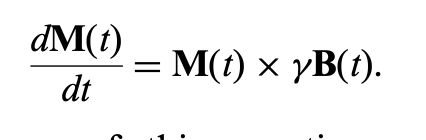 dM(t)/dt = M(t) × γB(t).